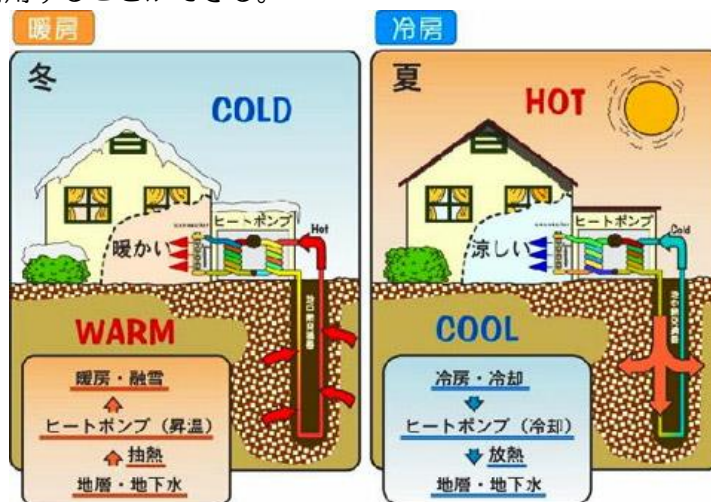 暖房
冬
COLD
ヒートポンプ
Hot
暖かい
WARM
暖房・融雪
ヒートポンプ（昇温）
抽熱
地層・地下水
冷房
夏
HOT
ヒートポンプ
Cold
涼しい
COOL
冷房・冷却
ヒートポンプ（冷却）
放熱
地層・地下水